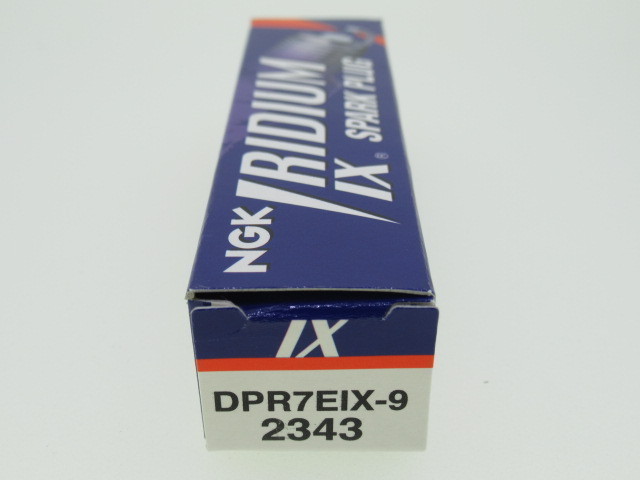 NGK IRIDIUM
IX® SPARK PLUG
IX
DPR7EIX-9
2343